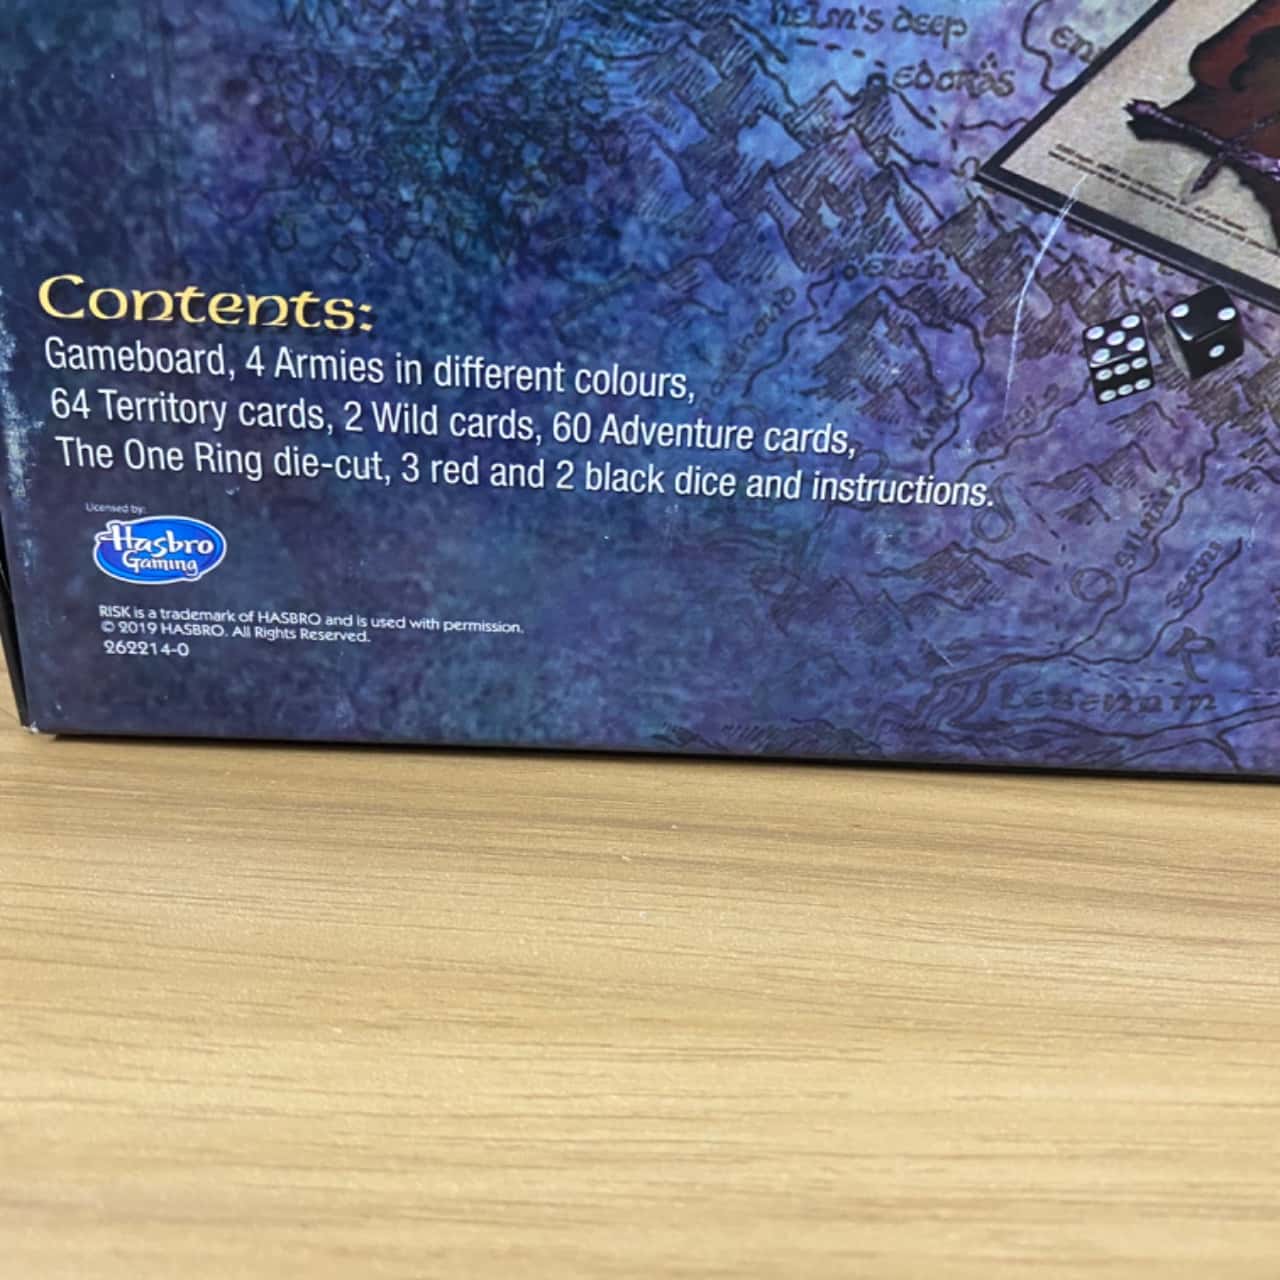 helm's deep
edoras
erech
Contents:
Gameboard, 4 Armies in different colours,
64 Territory cards, 2 Wild cards, 60 Adventure cards,
The One Ring die-cut, 3 red and 2 black dice and instructions.
Licensed by:
Hasbro
Gaming
RISK is a trademark of HASBRO and is used with permission.
© 2019 HASBRO. All Rights Reserved.
262214-0
Lebennin